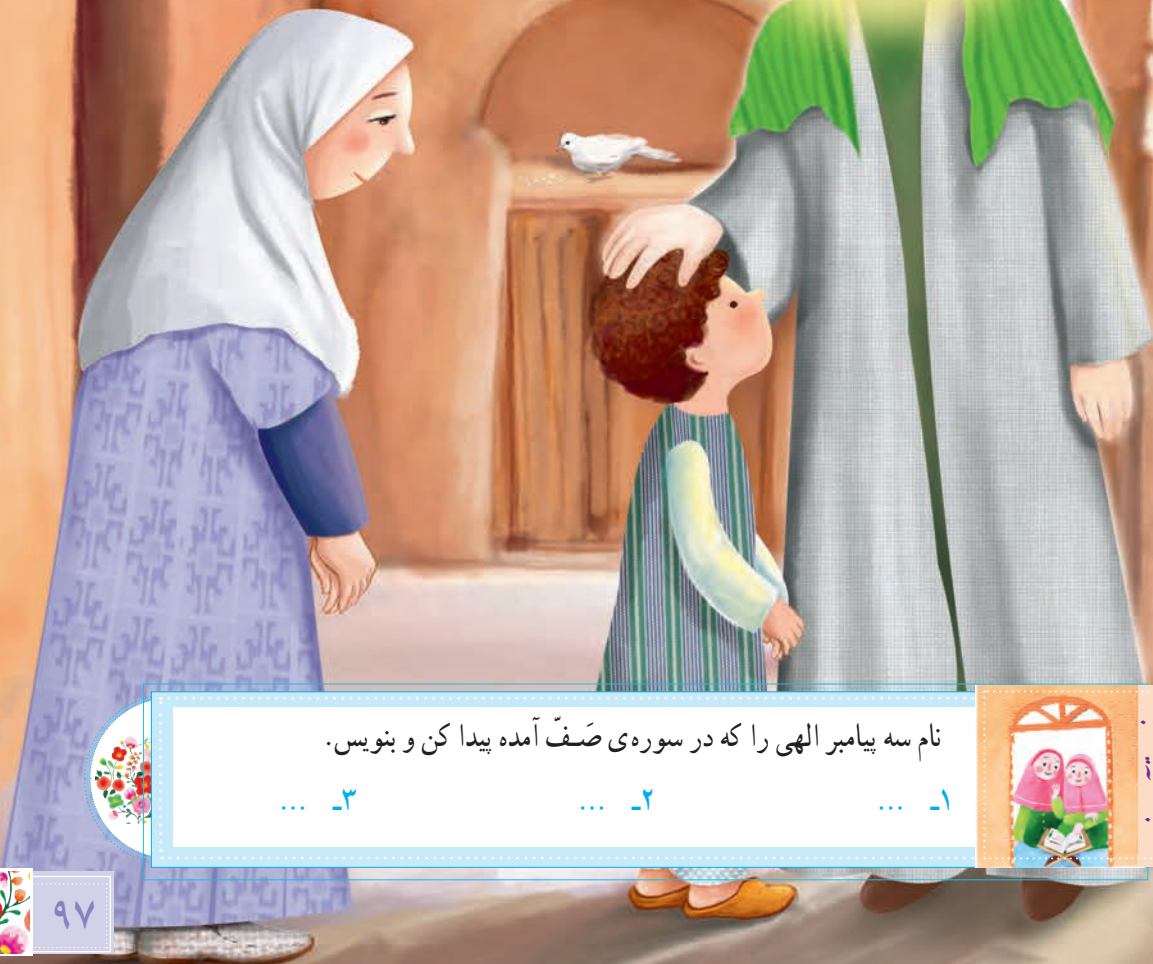 نام سه پیامبر الهی را که در سوره‌ی صَفّ آمده پیدا کن و بنویس.
۱ـ ... ۲ـ ... ۳ـ ...
۹۷